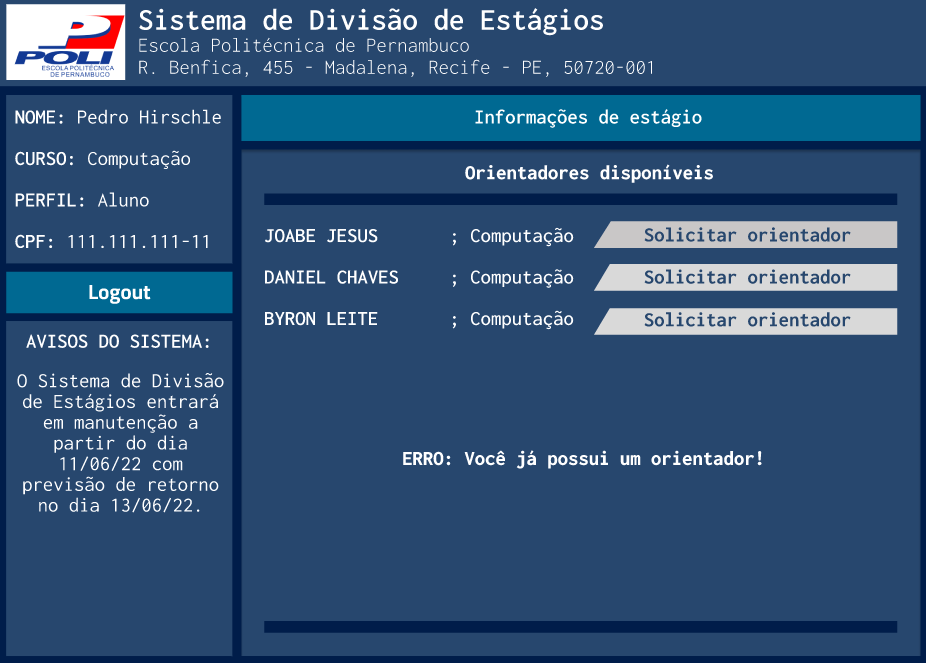 POLI
ESCOLA POLITÉCNICA
DE PERNAMBUCO
Sistema de Divisão de Estágios
Escola Politécnica de Pernambuco
R. Benfica, 455 - Madalena, Recife - PE, 50720-001
NOME: Pedro Hirschle
CURSO: Computação
PERFIL: Aluno
CPF: 111.111.111-11
Logout
AVISOS DO SISTEMA:
O Sistema de Divisão
de Estágios entrará
em manutenção a
partir do dia
11/06/22 com
previsão de retorno
no dia 13/06/22.
Informações de estágio
Orientadores disponíveis
JOABE JESUS ; Computação Solicitar orientador
DANIEL CHAVES ; Computação Solicitar orientador
BYRON LEITE ; Computação Solicitar orientador
ERRO: Você já possui um orientador!